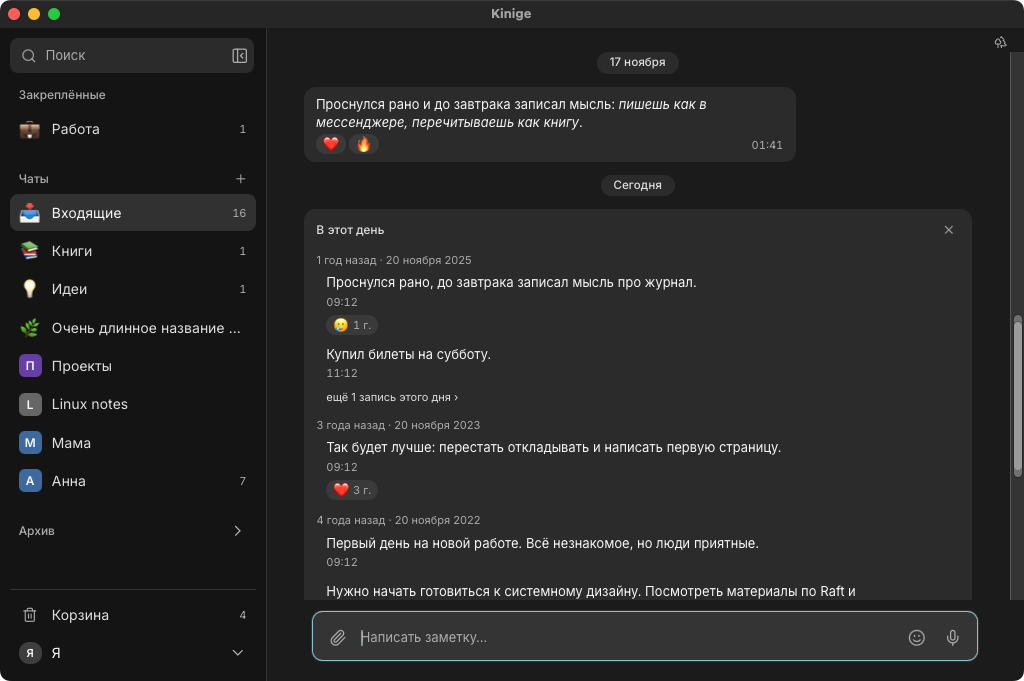 Kinige
Поиск
Закреплённые
Работа 1
Чаты
Входящие 16
Книги 1
Идеи 1
Очень длинное название ...
П Проекты
L Linux notes
М Мама
А Анна 7
Архив
Корзина 4
Я Я
17 ноября
Проснулся рано и до завтрака записал мысль: пишешь как в
мессенджере, перечитываешь как книгу.
01:41
Сегодня
В этот день
1 год назад · 20 ноября 2025
Проснулся рано, до завтрака записал мысль про журнал.
09:12
1 г.
Купил билеты на субботу.
11:12
ещё 1 запись этого дня ›
3 года назад · 20 ноября 2023
Так будет лучше: перестать откладывать и написать первую страницу.
09:12
3 г.
4 года назад · 20 ноября 2022
Первый день на новой работе. Всё незнакомое, но люди приятные.
09:12
Нужно начать готовиться к системному дизайну. Посмотреть материалы по Raft и
Написать заметку...